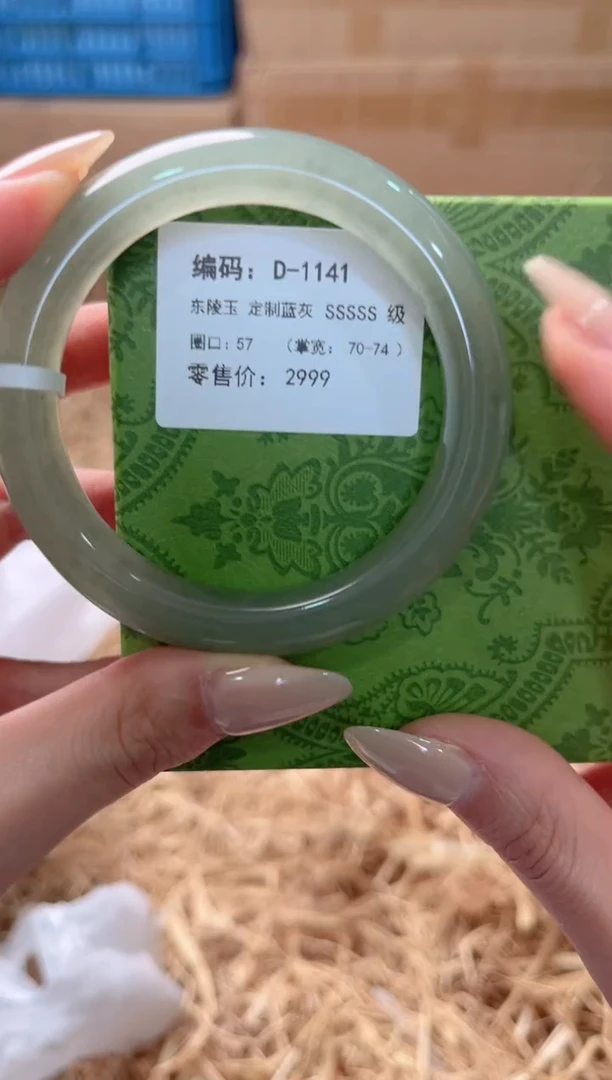 编码： D-1141
东陵玉 定制蓝灰 SSSSS 级
圈口：57 （掌宽： 70-74 ）
零售价： 2999